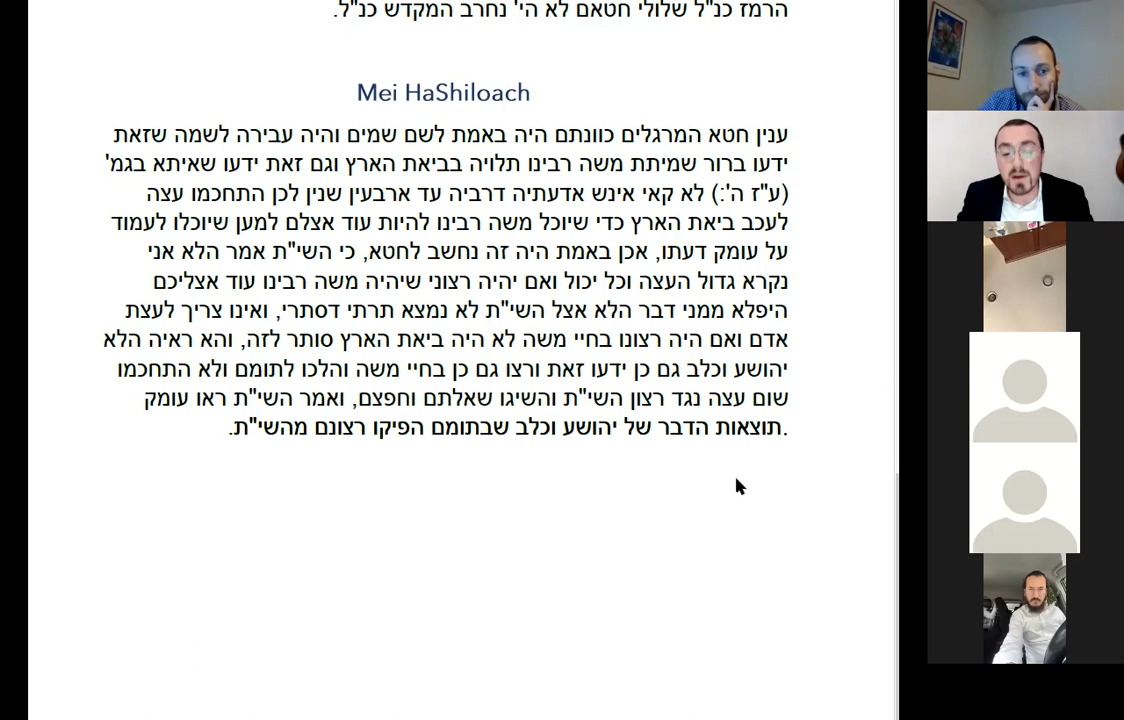 הרמז כנ"ל שלולי חטאם לא הי' נחרב המקדש כנ"ל.
Mei HaShiloach
ענין חטא המרגלים כוונתם היה באמת לשם שמים והיה עבירה לשמה שזאת
ידעו ברור שמיתת משה רבינו תלויה בביאת הארץ וגם זאת ידעו שאיתא בגמ'
(ע"ז ה':) לא קאי אינש אדעתיה דרביה עד ארבעין שנין לכן התחכמו עצה
לעכב ביאת הארץ כדי שיוכל משה רבינו להיות עוד אצלם למען שיוכלו לעמוד
על עומק דעתו, אכן באמת היה זה נחשב לחטא, כי השי"ת אמר הלא אני
נקרא גדול העצה וכל יכול ואם יהיה רצוני שיהיה משה רבינו עוד אצליכם
היפלא ממני דבר הלא אצל השי"ת לא נמצא תרתי דסתרי, ואינו צריך לעצת
אדם ואם היה רצונו בחיי משה לא היה ביאת הארץ סותר לזה, והא ראיה הלא
יהושע וכלב גם כן ידעו זאת ורצו גם כן בחיי משה והלכו לתומם ולא התחכמו
שום עצה נגד רצון השי"ת והשיגו שאלתם וחפצם, ואמר השי"ת ראו עומק
.תוצאות הדבר של יהושע וכלב שבתומם הפיקו רצונם מהשי"ת.